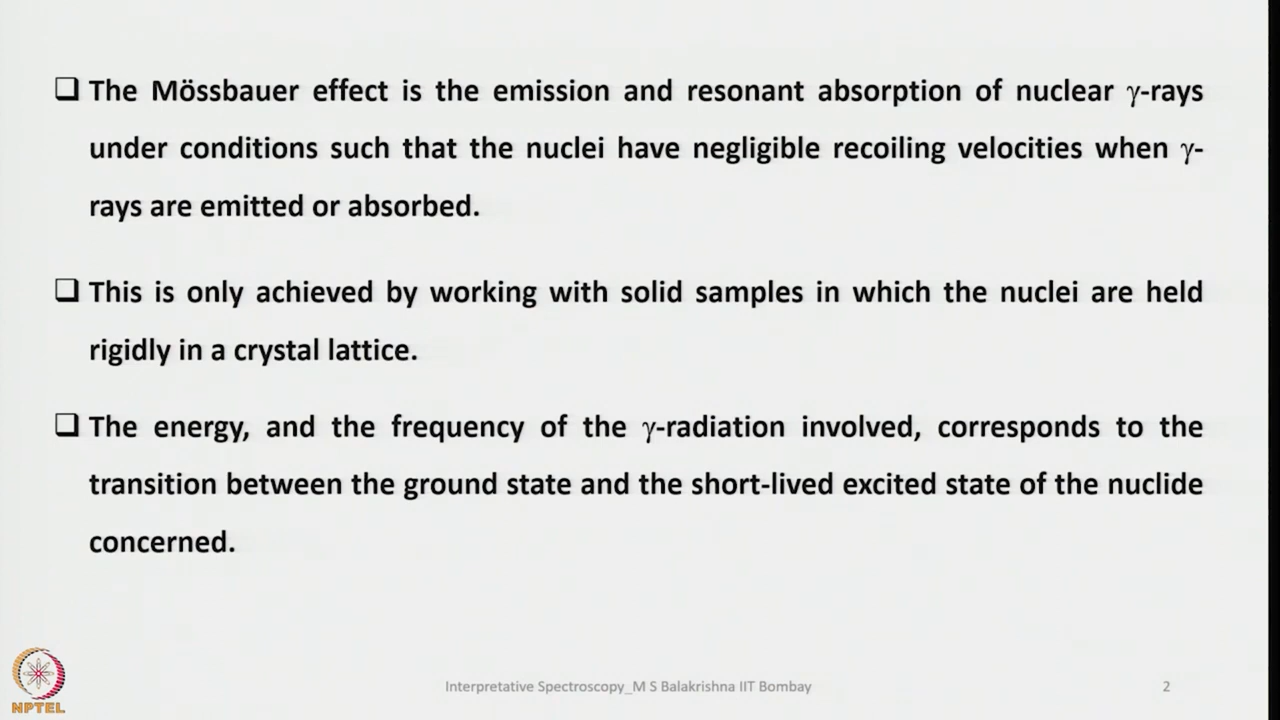 ❑ The Mössbauer effect is the emission and resonant absorption of nuclear γ-rays
under conditions such that the nuclei have negligible recoiling velocities when γ-
rays are emitted or absorbed.
❑ This is only achieved by working with solid samples in which the nuclei are held
rigidly in a crystal lattice.
❑ The energy, and the frequency of the γ-radiation involved, corresponds to the
transition between the ground state and the short-lived excited state of the nuclide
concerned.
NPTEL
Interpretative Spectroscopy_M S Balakrishna IIT Bombay
2